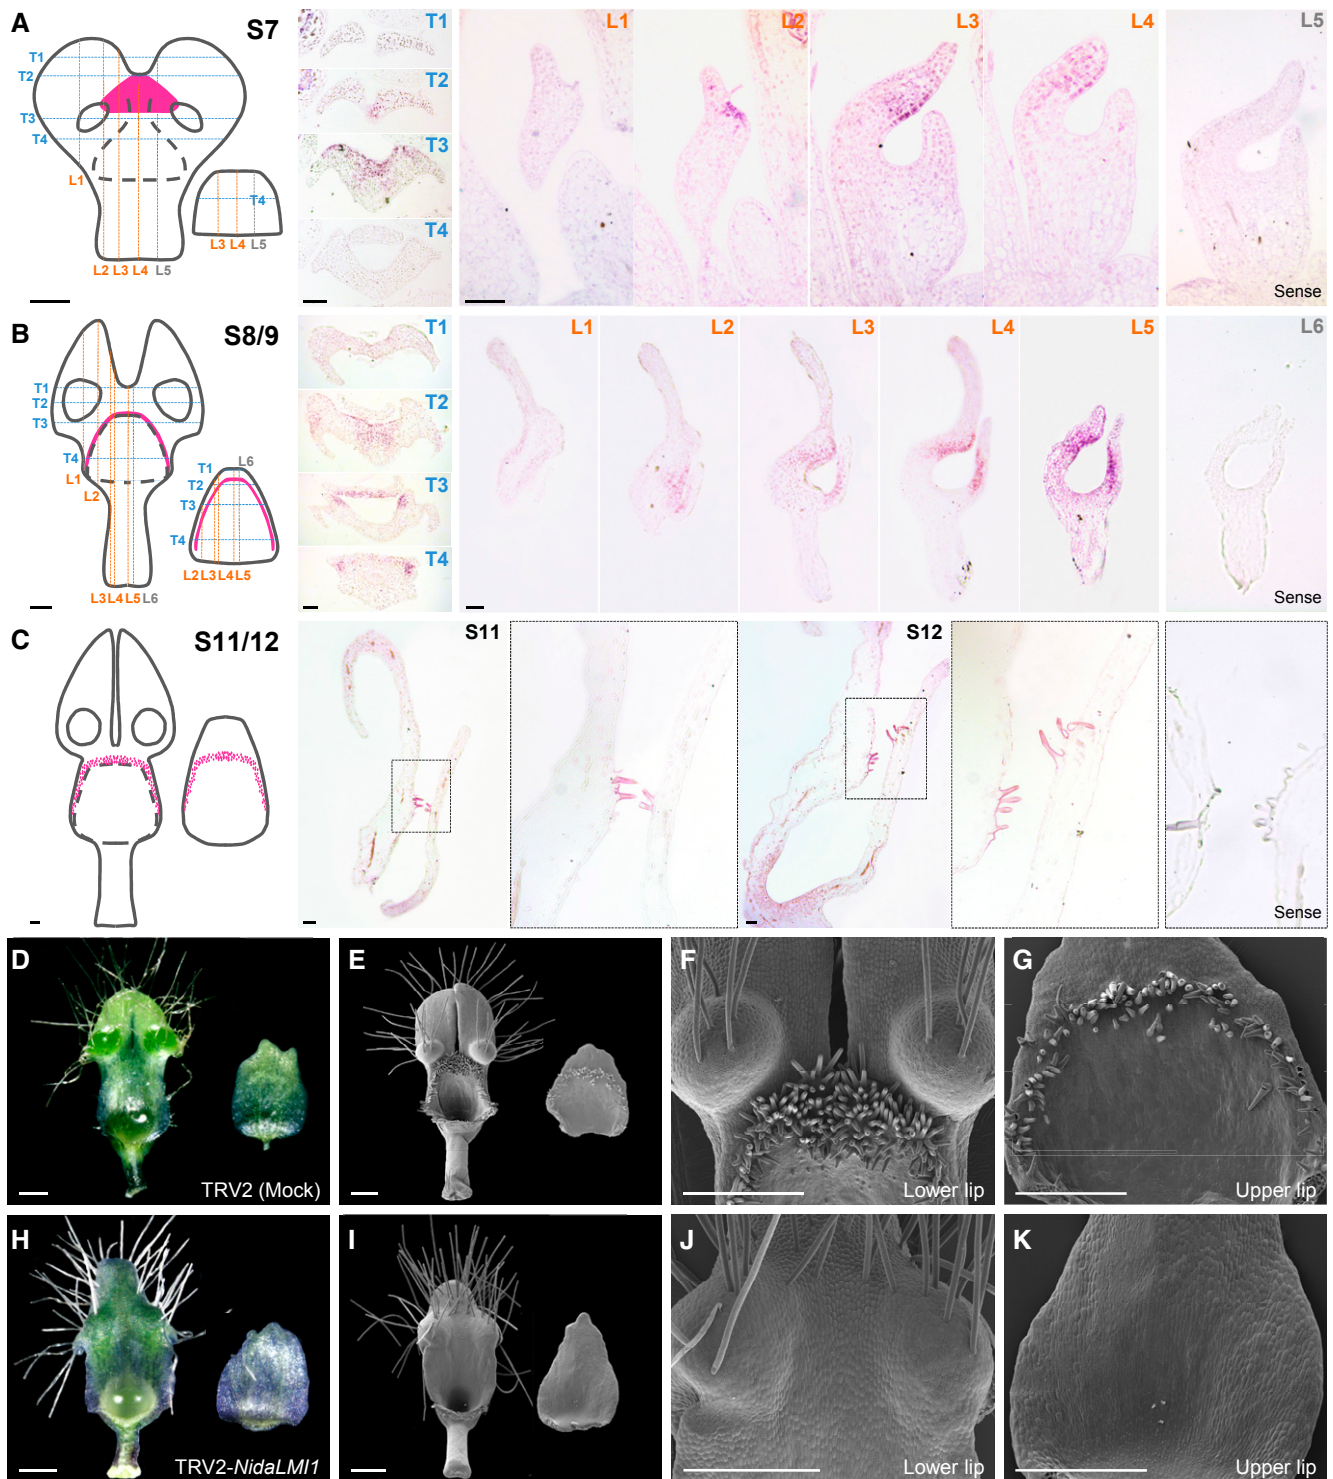 A
S7
T1
T2
T3
T4
L1
T4
L3 L4 L5
L2 L3 L4 L5
T1
T2
T3
T4
L1
L2
L3
L4
L5
Sense
B
S8/9
T1
T2
T3
T4
L1
L2
L6
T1
T2
T3
T4
L2 L3 L4 L5
L3 L4 L5 L6
T1
T2
T3
T4
L1
L2
L3
L4
L5
L6
Sense
C
S11/12
S11
S12
Sense
D
TRV2 (Mock)
E
F
Lower lip
G
Upper lip
H
TRV2-NidaLMI1
I
J
Lower lip
K
Upper lip